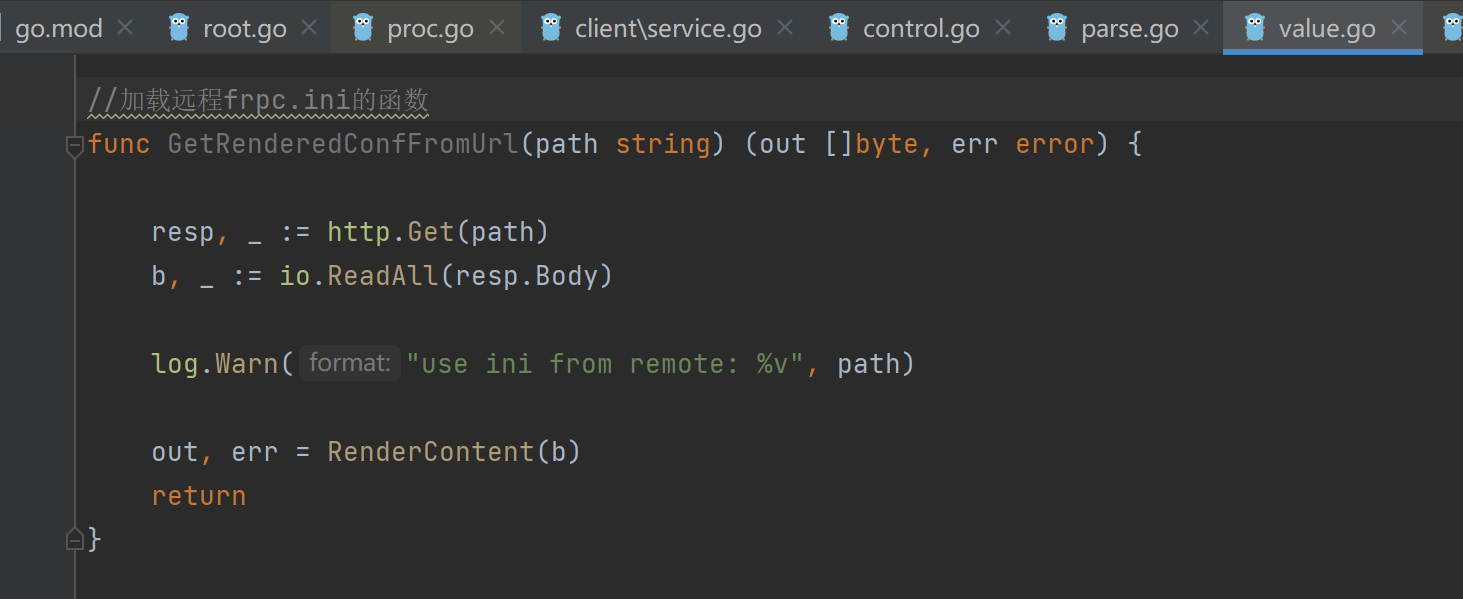 go.mod root.go proc.go client\service.go control.go parse.go value.go
//加载远程frpc.ini的函数
func GetRenderedConfFromUrl(path string) (out []byte, err error) {
resp, _ := http.Get(path)
b, _ := io.ReadAll(resp.Body)
log.Warn( format: "use ini from remote: %v", path)
out, err = RenderContent(b)
return
}